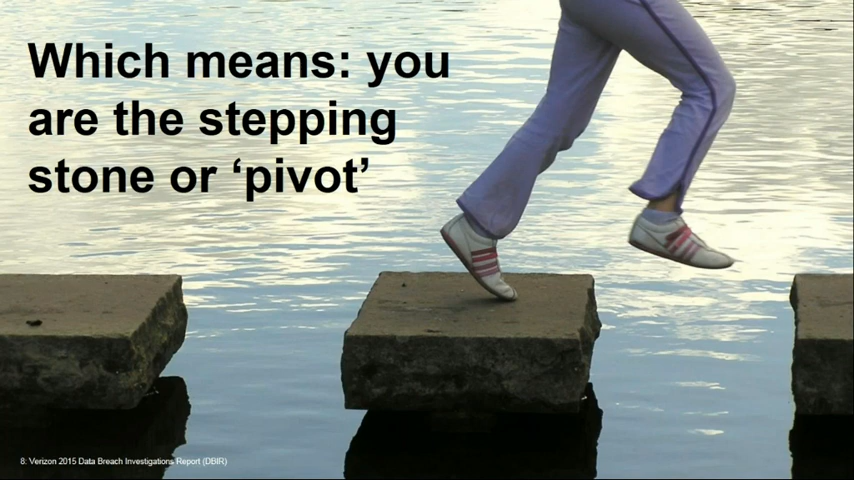 Which means: you
are the stepping
stone or ‘pivot’
8: Verizon 2015 Data Breach Investigations Report (DBIR)